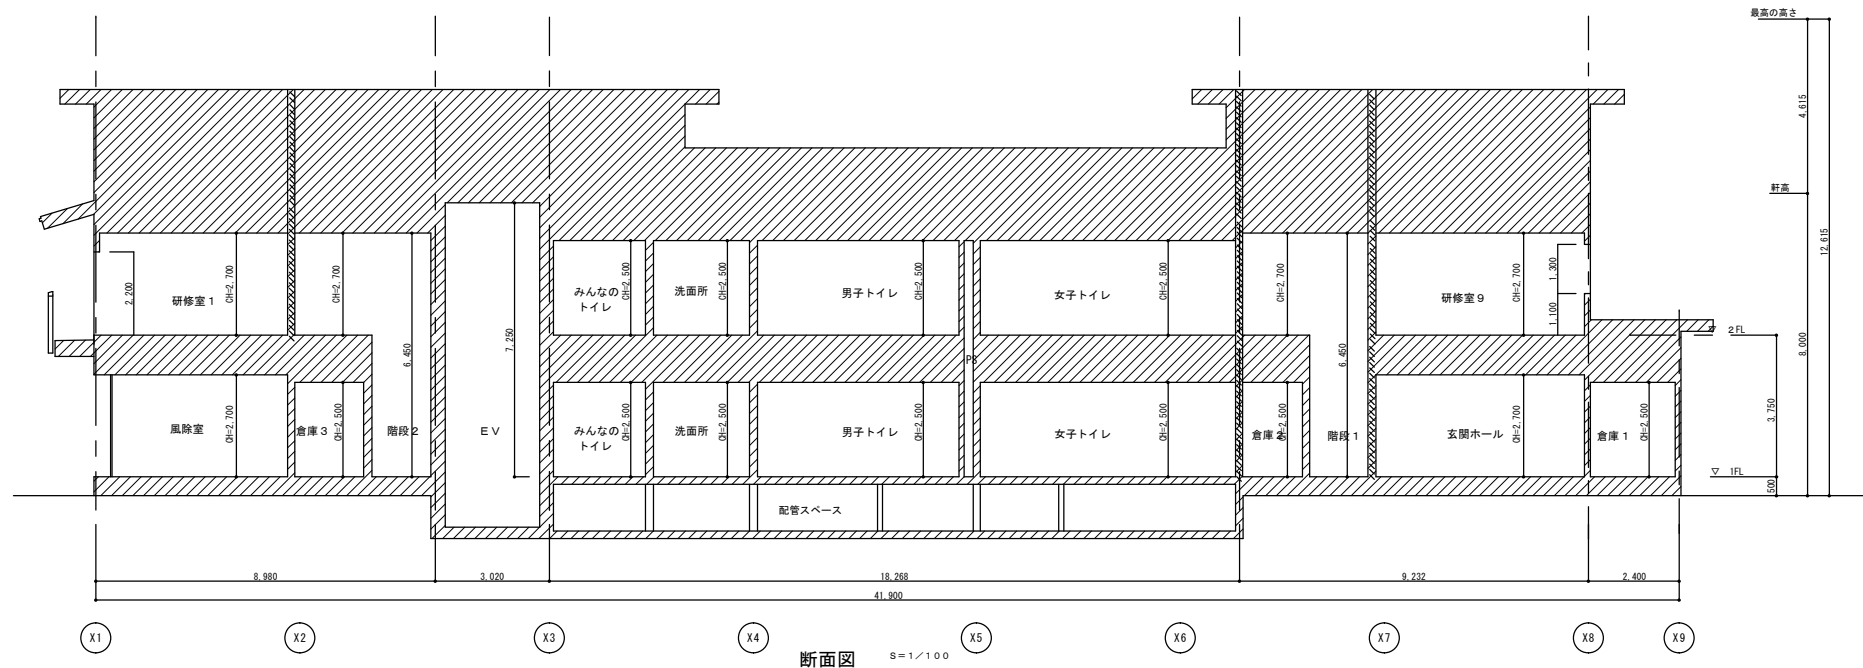 最高の高さ
4,615
12,615
軒高
8,000
2,200
研修室1
CH=2,700
CH=2,700
6,450
7,250
みんなの
トイレ
CH=2,500
洗面所
CH=2,500
男子トイレ
CH=2,500
女子トイレ
CH=2,500
CH=2,700
6,450
研修室9
CH=2,700
1,300
1,100
▽ 2FL
PS
3,750
風除室
CH=2,700
倉庫3
CH=2,500
階段2
EV
みんなの
トイレ
CH=2,500
洗面所
CH=2,500
男子トイレ
CH=2,500
女子トイレ
CH=2,500
倉庫2
CH=2,500
階段1
玄関ホール
CH=2,700
倉庫1
CH=2,500
▽ 1FL
500
配管スペース
8,980
3,020
18,268
9,232
2,400
41,900
X1
X2
X3
X4
X5
X6
X7
X8
X9
断面図 S=1/100